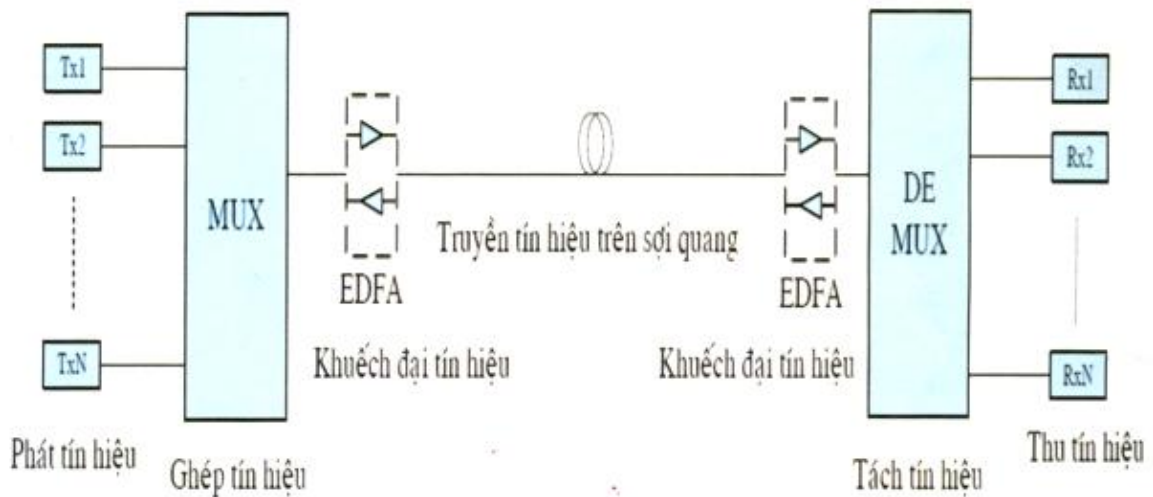 Tx1
Tx2
TxN
Phát tín hiệu
MUX
Ghép tín hiệu
EDFA
Khuếch đại tín hiệu
Truyền tín hiệu trên sợi quang
EDFA
Khuếch đại tín hiệu
DE
MUX
Tách tín hiệu
Rx1
Rx2
RxN
Thu tín hiệu